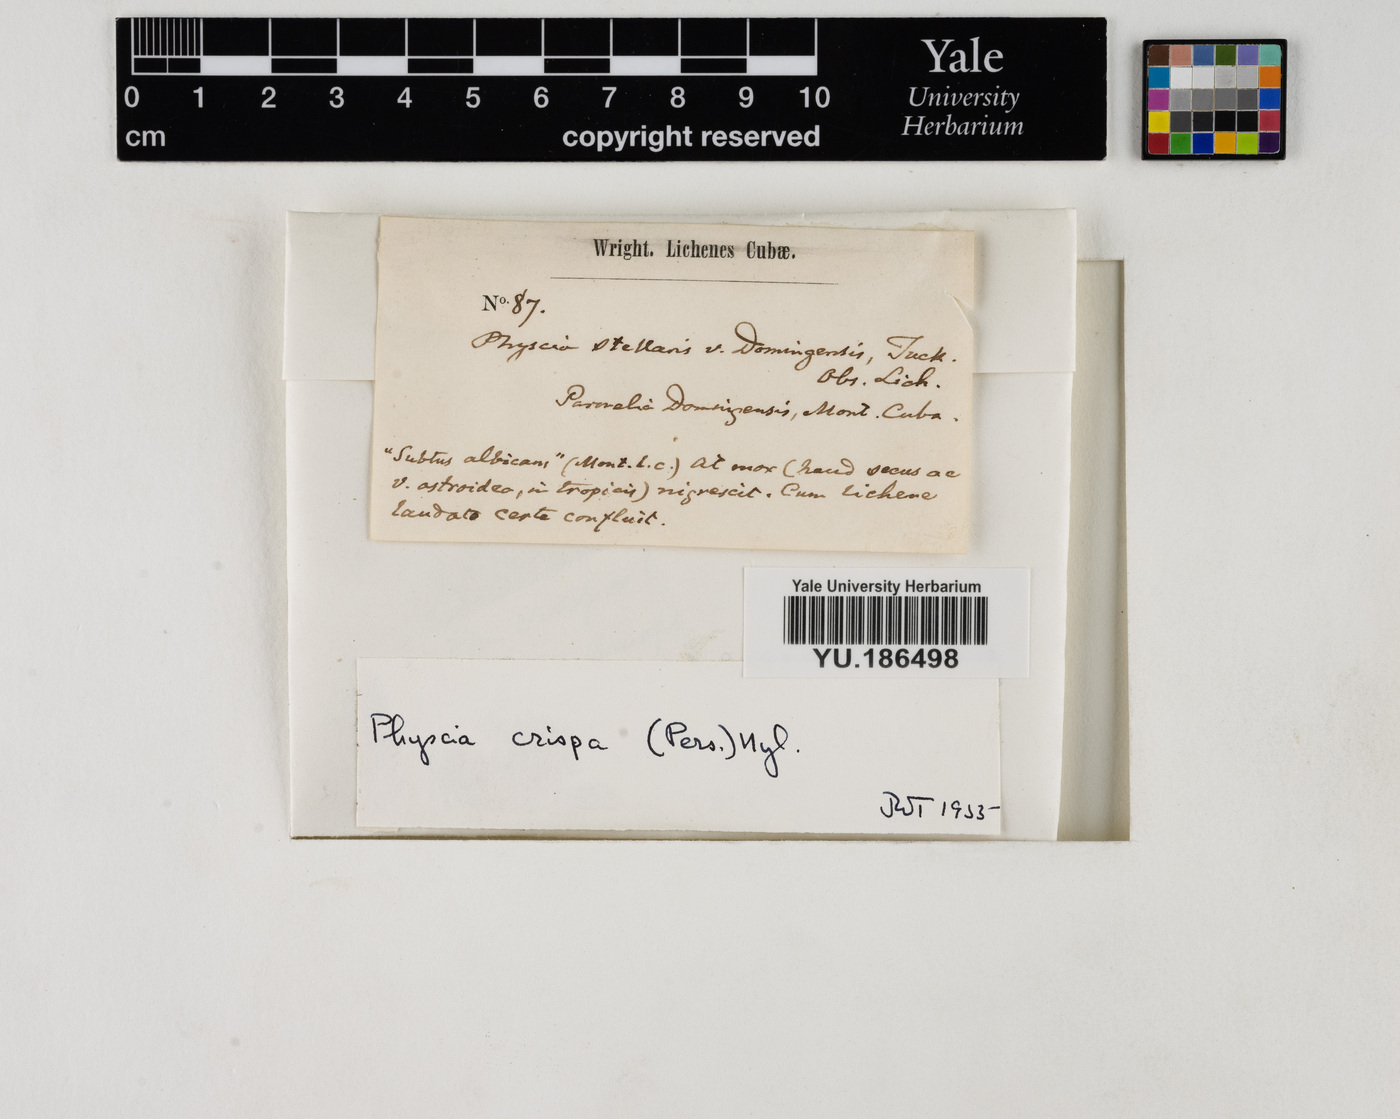 0 1 2 3 4 5 6 7 8 9 10
cm
copyright reserved
Yale
University
Herbarium
Wright. Lichenes Cubæ.
No. 87.
Physcia stellaris v. Domingensis, Tuck.
Obs. Lich.
Parmelia Domingensis, Mont. Cuba.
"Subtus albicans" (Mont. l. c.) at mox (haud secus ac
v. astroidea, in tropicis) nigrescit. Cum lichene
laudato certe confluit.
Yale University Herbarium
YU.186498
Physcia crispa (Pers.) Nyl.
JWT 1955